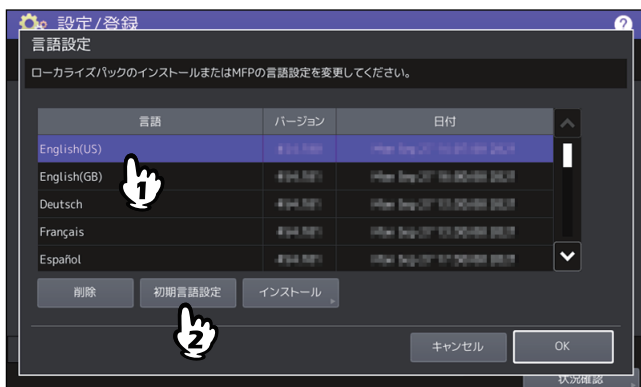 設定/登録
?
言語設定
ローカライズパックのインストールまたはMFPの言語設定を変更してください。
言語 バージョン 日付
English(US)
English(GB)
Deutsch
Français
Español
1
削除 初期言語設定 インストール
2
キャンセル OK
状況確認